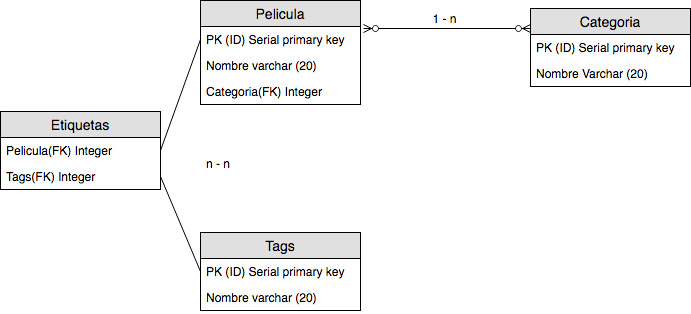 Pelicula
PK (ID) Serial primary key
Nombre varchar (20)
Categoria(FK) Integer
1 - n
Categoria
PK (ID) Serial primary key
Nombre Varchar (20)
Etiquetas
Pelicula(FK) Integer
Tags(FK) Integer
n - n
Tags
PK (ID) Serial primary key
Nombre varchar (20)